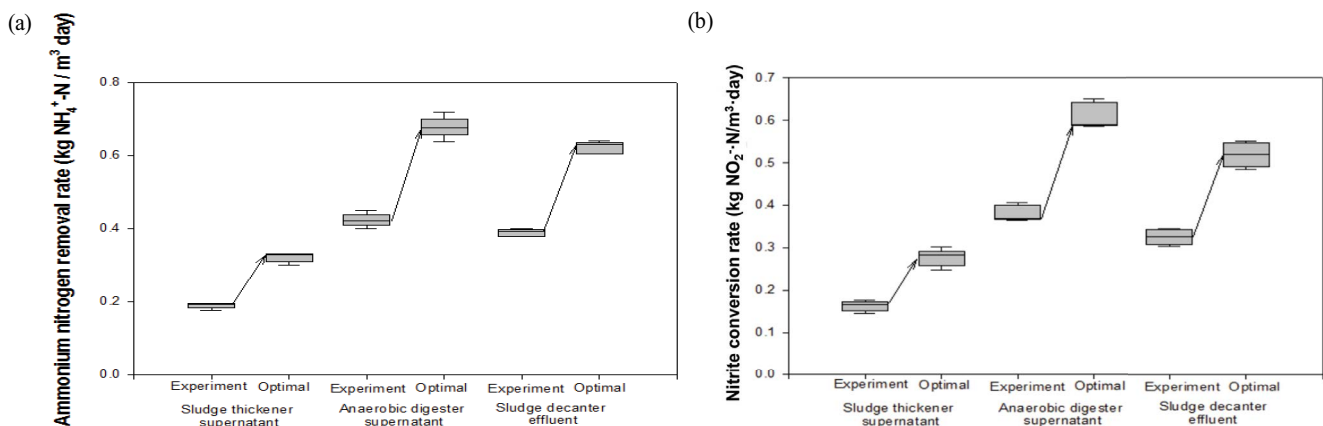 (a)
Ammonium nitrogen removal rate (kg NH₄⁺-N / m³ day)
0.8
0.6
0.4
0.2
0.0
Experiment Optimal Experiment Optimal Experiment Optimal
Sludge thickener Anaerobic digester Sludge decanter
supernatant supernatant effluent
(b)
Nitrite conversion rate (kg NO₂⁻-N/m³·day)
0.7
0.6
0.5
0.4
0.3
0.2
0.1
0.0
Experiment Optimal Experiment Optimal Experiment Optimal
Sludge thickener Anaerobic digester Sludge decanter
supernatant supernatant effluent